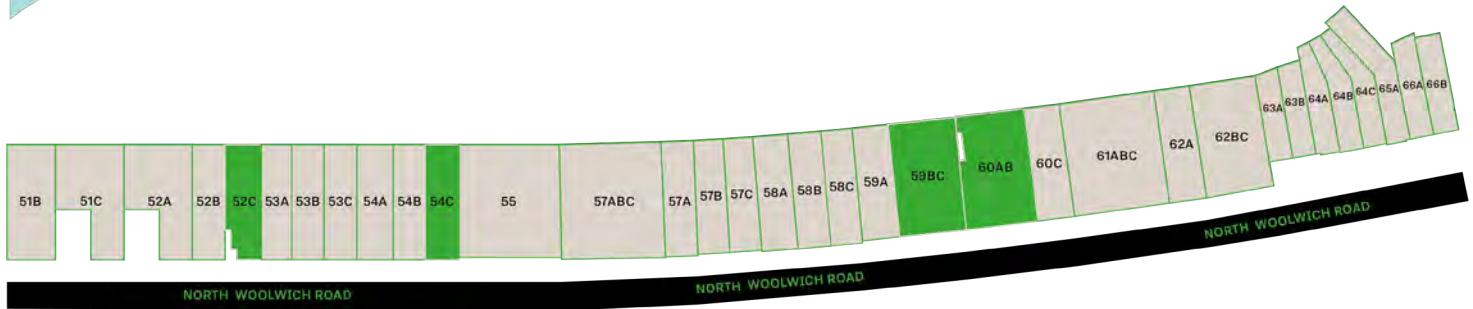 51B
51C
52A
52B
52C
53A
53B
53C
54A
54B
54C
55
57ABC
57A
57B
57C
58A
58B
58C
59A
59BC
60AB
60C
61ABC
62A
62BC
63A
63B
64A
64B
64C
65A
66A
66B
NORTH WOOLWICH ROAD
NORTH WOOLWICH ROAD
NORTH WOOLWICH ROAD